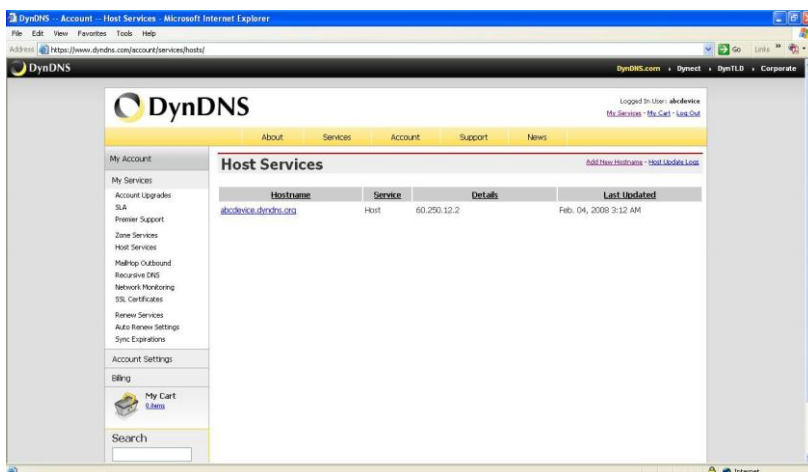 DynDNS -- Account -- Host Services - Microsoft Internet Explorer
File Edit View Favorites Tools Help
Address https://www.dyndns.com/account/services/hosts/ Go Links »
DynDNS DynDNS.com Dynect DynTLD Corporate
DynDNS
Logged In User: abcdevice
My Services - My Cart - Log Out
About Services Account Support News
My Account
Host Services
Add New Hostname - Host Update Logs
My Services
Hostname Service Details Last Updated
abcdevice.dyndns.org Host 60.250.12.2 Feb. 04, 2008 3:12 AM
Account Upgrades
SLA
Premier Support
Zone Services
Host Services
MailHop Outbound
Recursive DNS
Network Monitoring
SSL Certificates
Renew Services
Auto Renew Settings
Sync Expirations
Account Settings
Billing
My Cart
0 items
Search
Internet